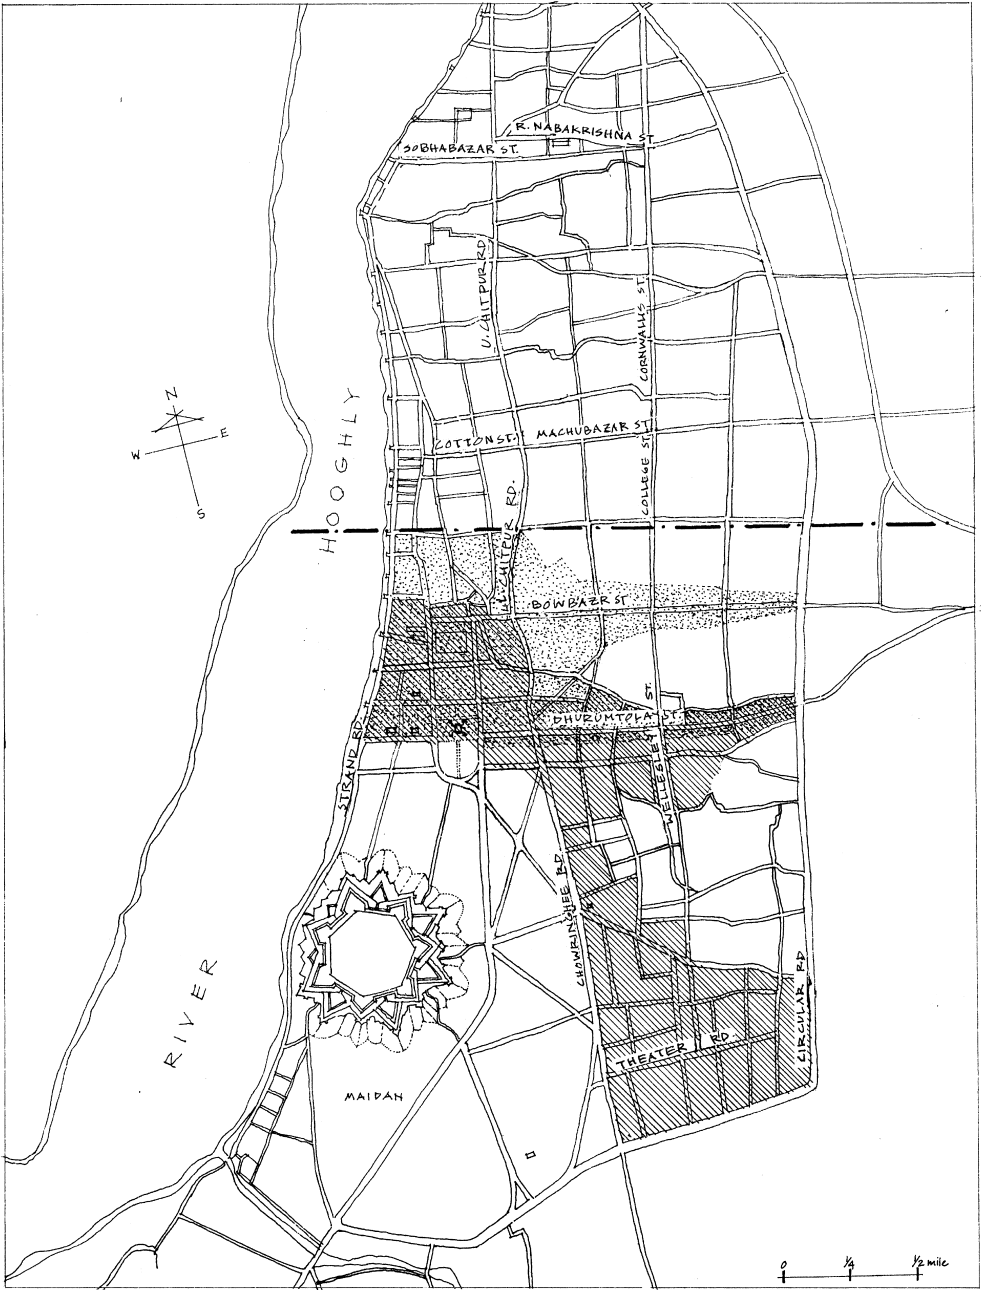 R. NABAKRISHNA ST
SOBHABAZAR ST.
U. CHITPUR RD
CORNWALLIS ST.
N
E
W
S
HOOGHLY
COTTON ST.
MACHUBAZAR ST.
COLLEGE ST.
L. CHITPUR RD.
BOWBAZR ST
DHURUMTOLA ST.
WELLESLEY ST.
STRAND RD.
CHOWRINGHEE RD
RIVER
CIRCULAR RD
THEATER RD
MAIDAN
0 1/4 1/2 mile